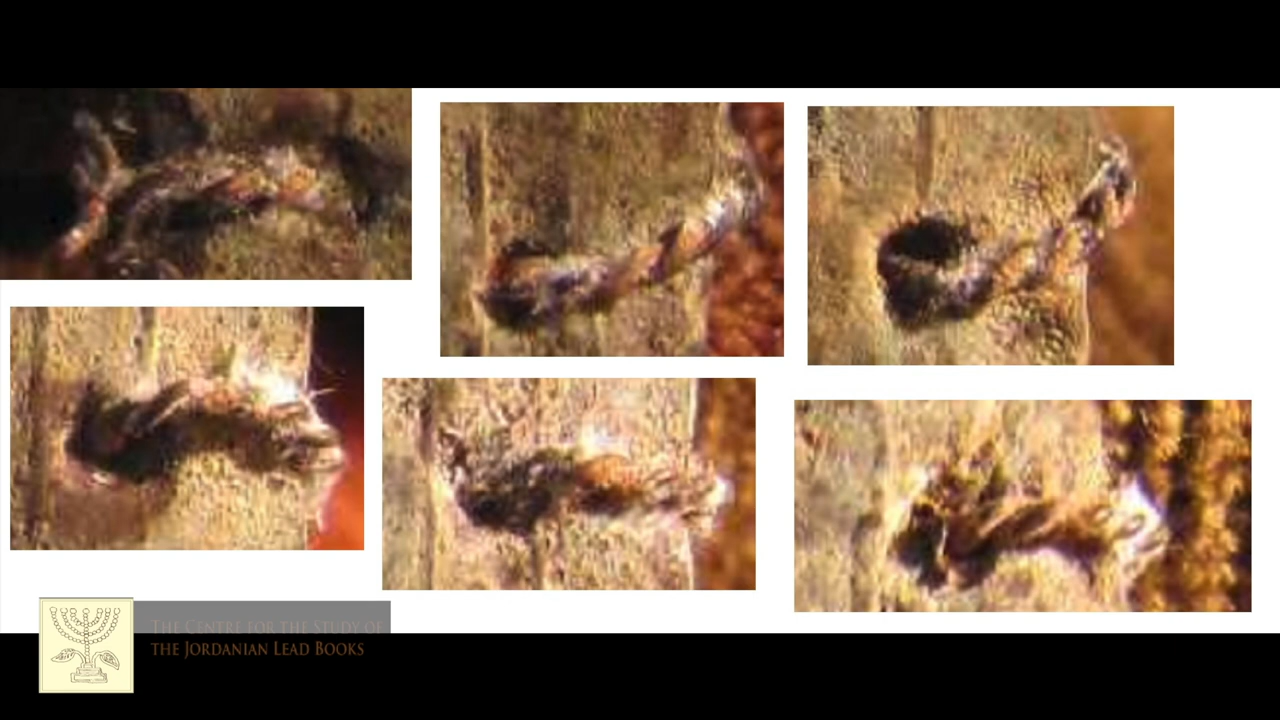 THE CENTRE FOR THE STUDY OF
THE JORDANIAN LEAD BOOKS